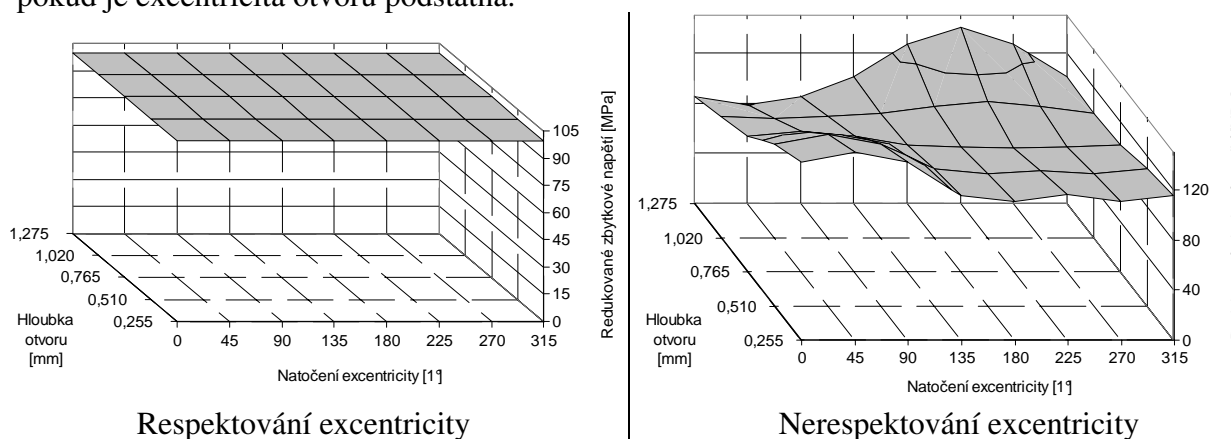 pokud je excentricita otvoru podstatná.
105
90
75
60
45
30
15
0
Redukované zbytkové napětí [MPa]
1,275
1,020
0,765
0,510
0,255
Hloubka
otvoru
[mm]
0 45 90 135 180 225 270 315
Natočení excentricity [1°]
Respektování excentricity
120
80
40
0
1,275
1,020
0,765
0,510
0,255
Hloubka
otvoru
[mm]
0 45 90 135 180 225 270 315
Natočení excentricity [1°]
Nerespektování excentricity